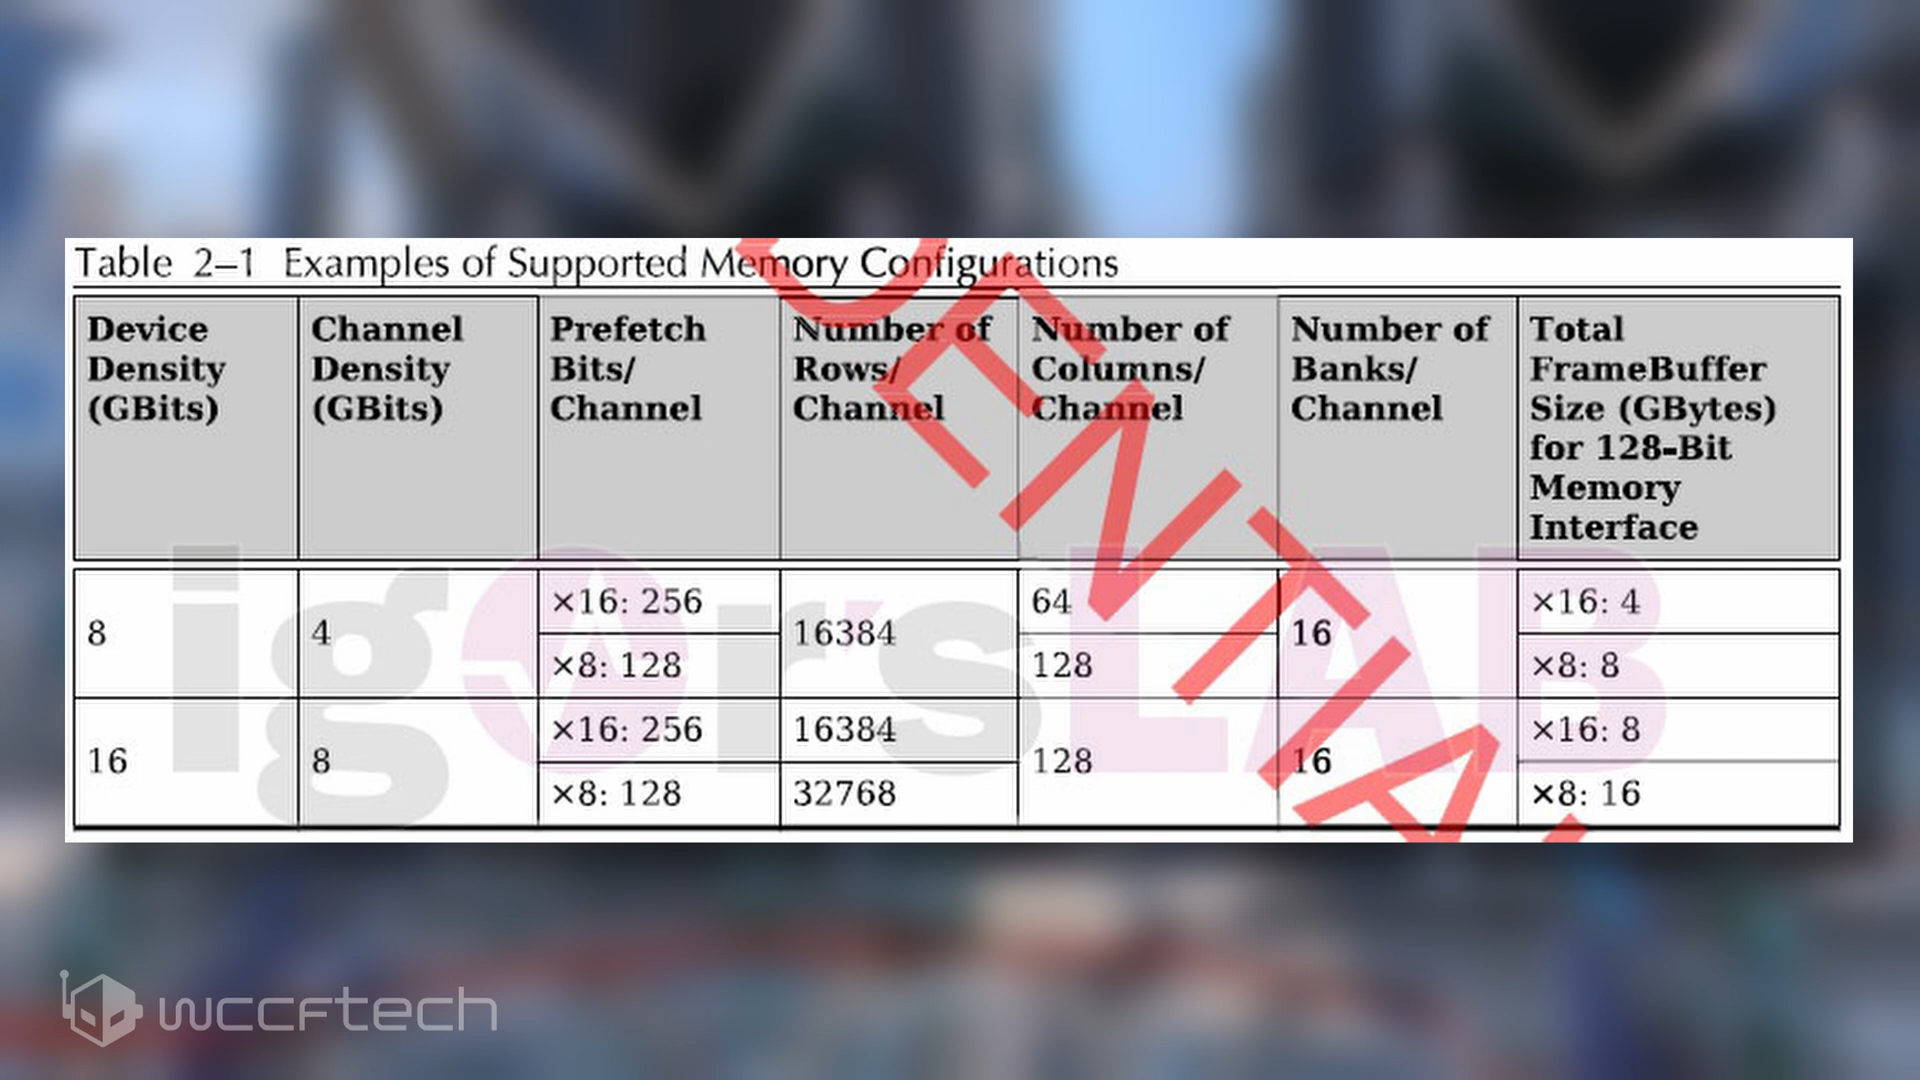 Table 2–1 Examples of Supported Memory Configurations
Device Density (GBits) Channel Density (GBits) Prefetch Bits/ Channel Number of Rows/ Channel Number of Columns/ Channel Number of Banks/ Channel Total FrameBuffer Size (GBytes) for 128-Bit Memory Interface
8 4 ×16: 256 16384 64 16 ×16: 4
×8: 128 128 ×8: 8
16 8 ×16: 256 16384 128 16 ×16: 8
×8: 128 32768 ×8: 16
igor'sLAB
DENTIA
wccftech